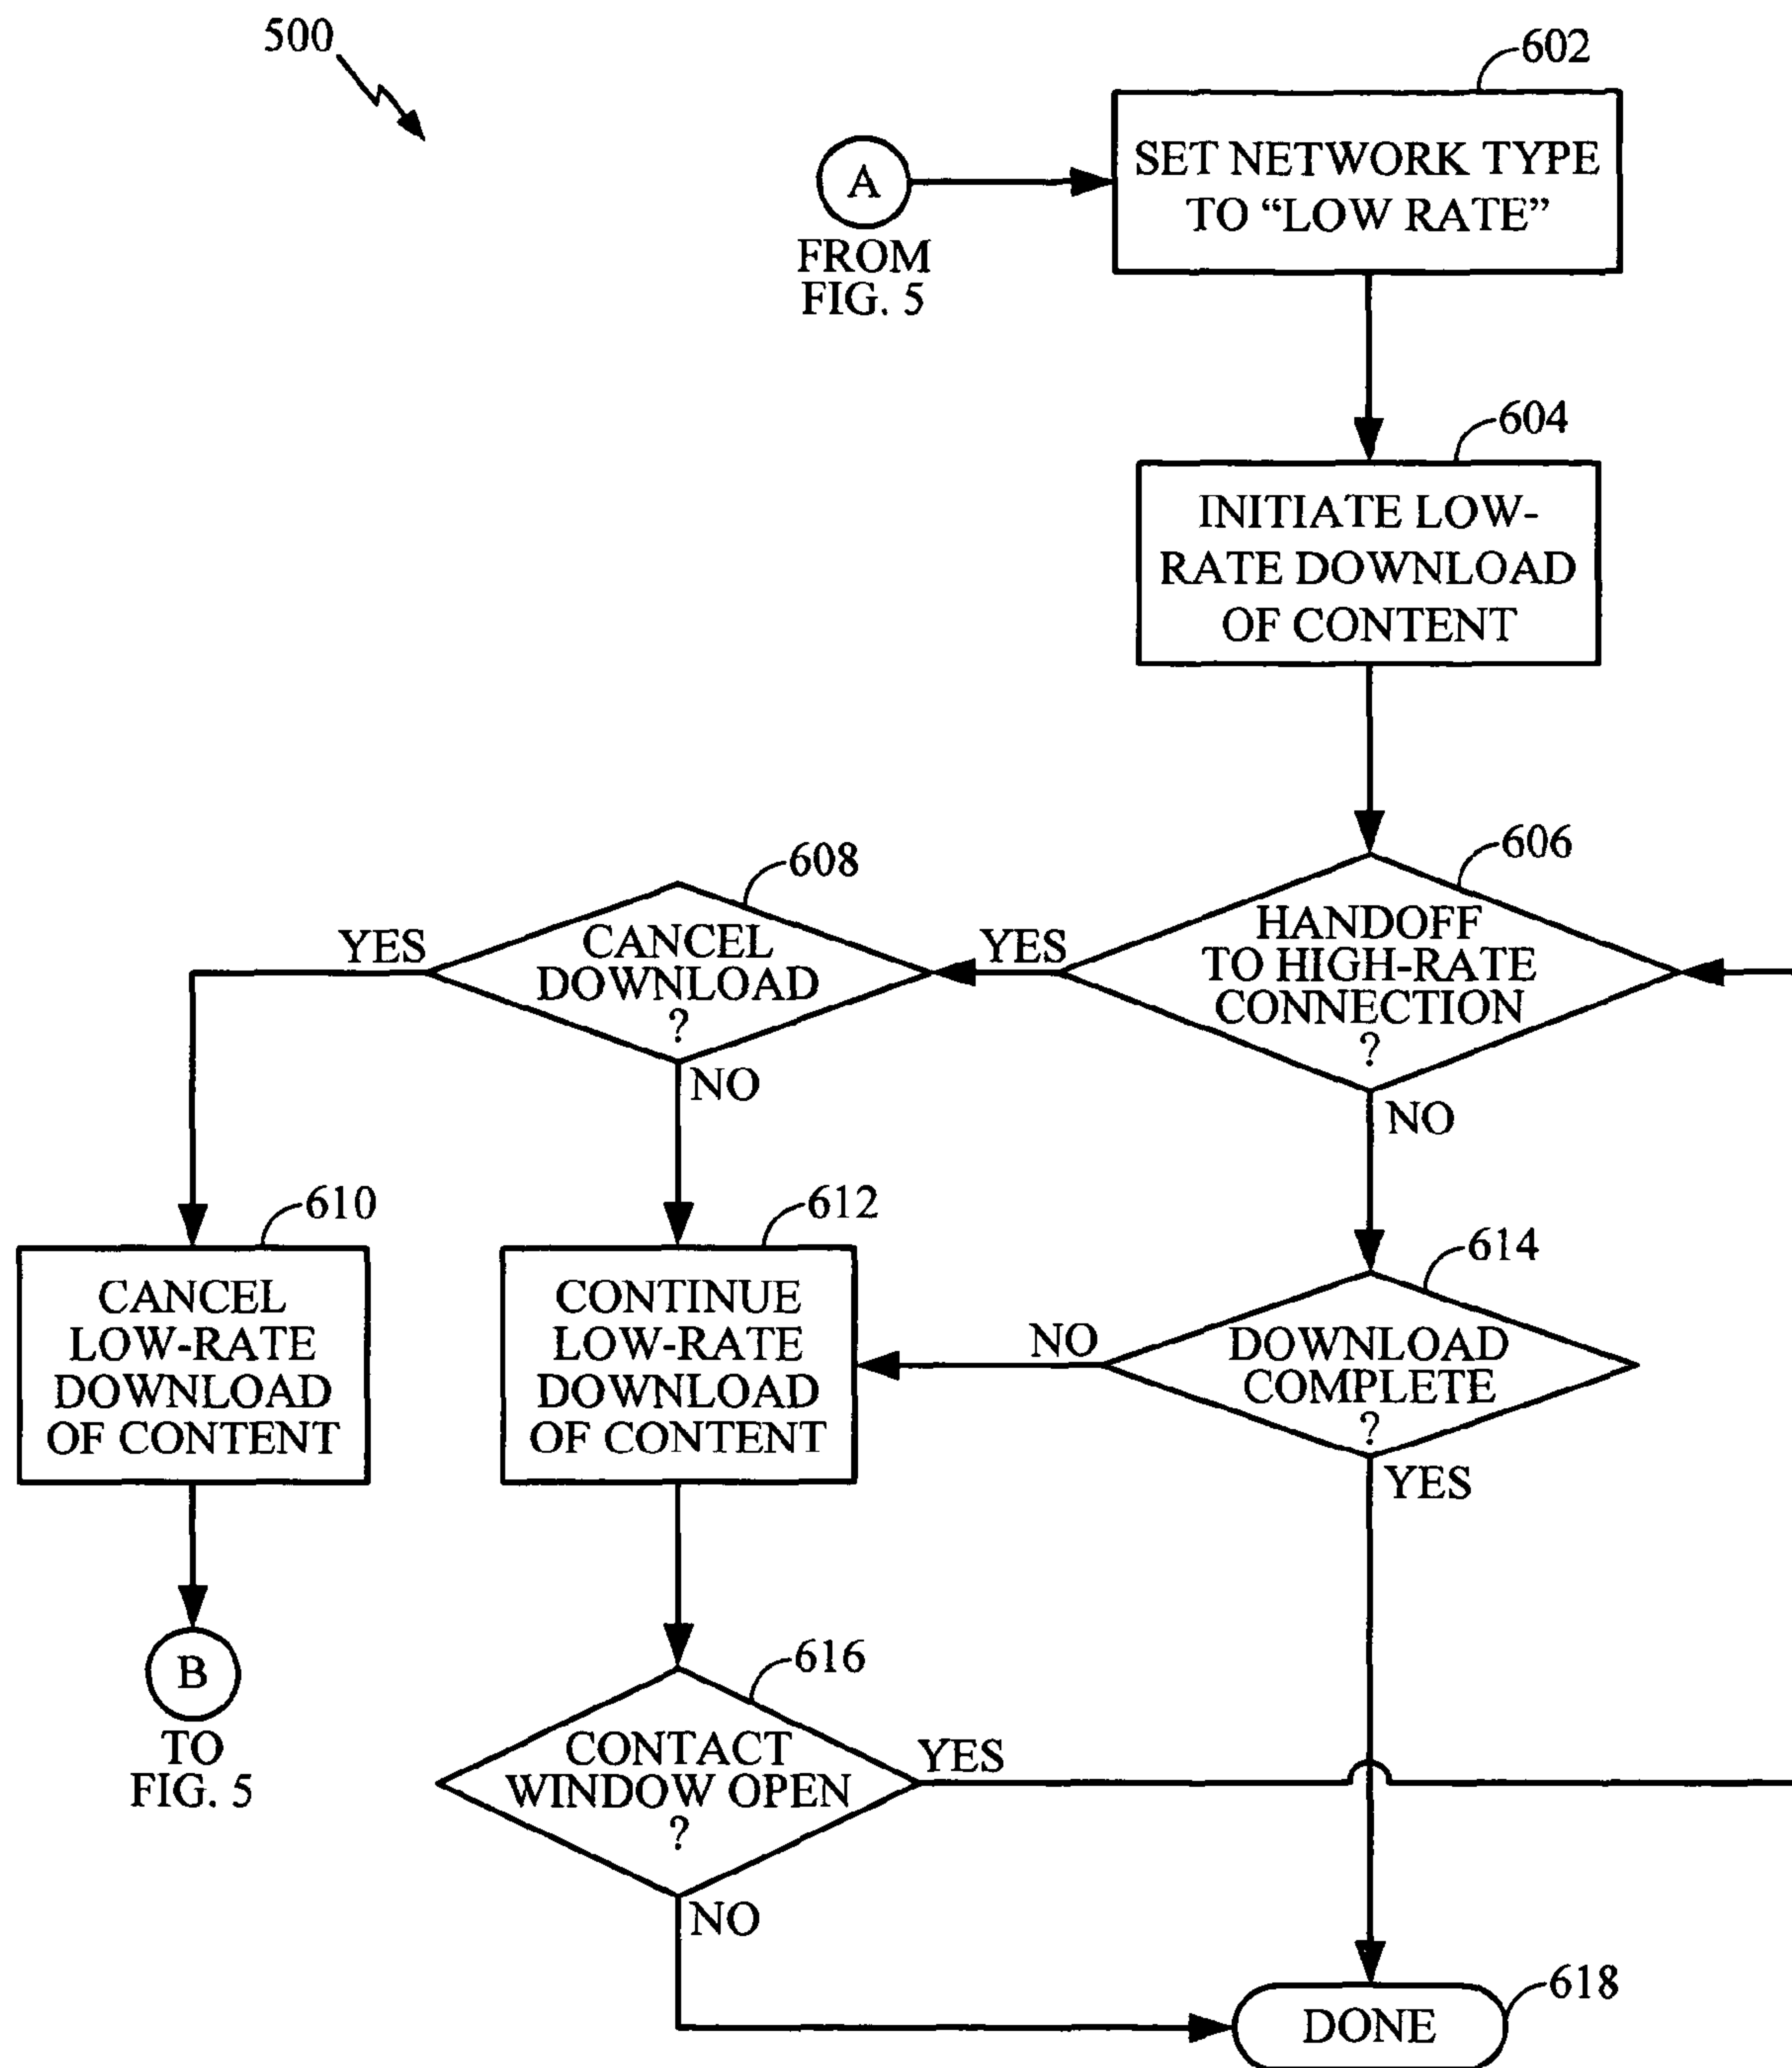 500
602
SET NETWORK TYPE
TO “LOW RATE”
A
FROM
FIG. 5
604
INITIATE LOW-
RATE DOWNLOAD
OF CONTENT
606
HANDOFF
TO HIGH-RATE
CONNECTION
?
YES
NO
608
CANCEL
DOWNLOAD
?
YES
NO
610
CANCEL
LOW-RATE
DOWNLOAD
OF CONTENT
612
CONTINUE
LOW-RATE
DOWNLOAD
OF CONTENT
614
DOWNLOAD
COMPLETE
?
NO
YES
B
TO
FIG. 5
616
CONTACT
WINDOW OPEN
?
YES
NO
618
DONE